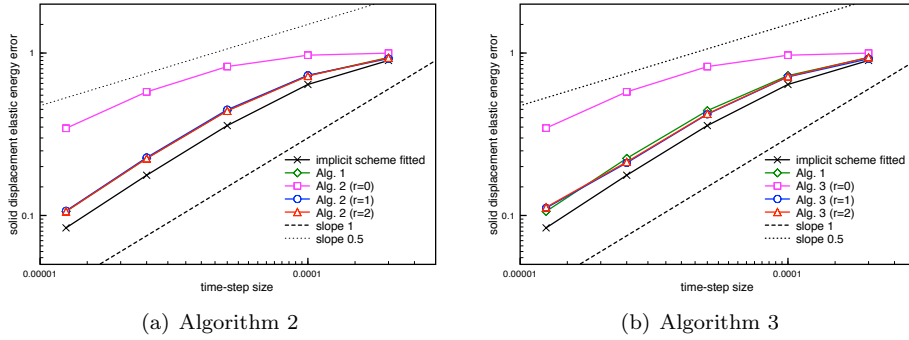 solid displacement elastic energy error
1
0.1
implicit scheme fitted
Alg. 1
Alg. 2 (r=0)
Alg. 2 (r=1)
Alg. 2 (r=2)
slope 1
slope 0.5
0.00001
0.0001
time-step size
(a) Algorithm 2
solid displacement elastic energy error
1
0.1
implicit scheme fitted
Alg. 1
Alg. 3 (r=0)
Alg. 3 (r=1)
Alg. 3 (r=2)
slope 1
slope 0.5
0.00001
0.0001
time-step size
(b) Algorithm 3